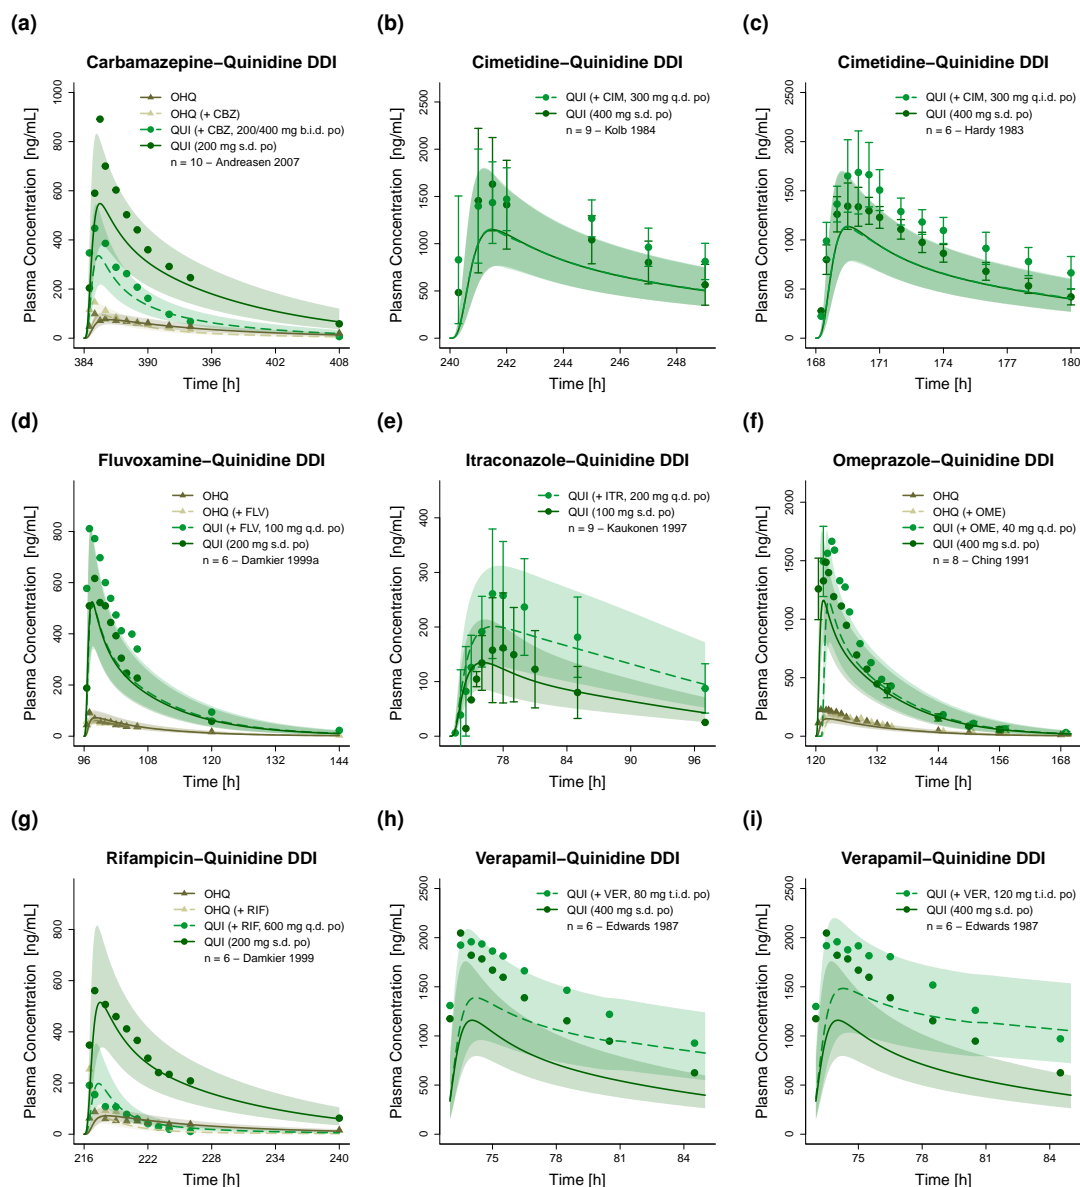 (a)
Carbamazepine−Quinidine DDI
Plasma Concentration [ng/mL]
0 200 400 600 800 1000
OHQ
OHQ (+ CBZ)
QUI (+ CBZ, 200/400 mg b.i.d. po)
QUI (200 mg s.d. po)
n = 10 − Andreasen 2007
384 390 396 402 408
Time [h]
(b)
Cimetidine−Quinidine DDI
Plasma Concentration [ng/mL]
0 500 1000 1500 2000 2500
QUI (+ CIM, 300 mg q.d. po)
QUI (400 mg s.d. po)
n = 9 − Kolb 1984
240 242 244 246 248
Time [h]
(c)
Cimetidine−Quinidine DDI
Plasma Concentration [ng/mL]
0 500 1000 1500 2000 2500
QUI (+ CIM, 300 mg q.i.d. po)
QUI (400 mg s.d. po)
n = 6 − Hardy 1983
168 171 174 177 180
Time [h]
(d)
Fluvoxamine−Quinidine DDI
Plasma Concentration [ng/mL]
0 200 400 600 800
OHQ
OHQ (+ FLV)
QUI (+ FLV, 100 mg q.d. po)
QUI (200 mg s.d. po)
n = 6 − Damkier 1999a
96 108 120 132 144
Time [h]
(e)
Itraconazole−Quinidine DDI
Plasma Concentration [ng/mL]
0 100 200 300 400
QUI (+ ITR, 200 mg q.d. po)
QUI (100 mg s.d. po)
n = 9 − Kaukonen 1997
78 84 90 96
Time [h]
(f)
Omeprazole−Quinidine DDI
Plasma Concentration [ng/mL]
0 500 1000 1500 2000
OHQ
OHQ (+ OME)
QUI (+ OME, 40 mg q.d. po)
QUI (400 mg s.d. po)
n = 8 − Ching 1991
120 132 144 156 168
Time [h]
(g)
Rifampicin−Quinidine DDI
Plasma Concentration [ng/mL]
0 200 400 600 800 1000
OHQ
OHQ (+ RIF)
QUI (+ RIF, 600 mg q.d. po)
QUI (200 mg s.d. po)
n = 6 − Damkier 1999
216 222 228 234 240
Time [h]
(h)
Verapamil−Quinidine DDI
Plasma Concentration [ng/mL]
0 500 1000 1500 2000 2500
QUI (+ VER, 80 mg t.i.d. po)
QUI (400 mg s.d. po)
n = 6 − Edwards 1987
75 78 81 84
Time [h]
(i)
Verapamil−Quinidine DDI
Plasma Concentration [ng/mL]
0 500 1000 1500 2000 2500
QUI (+ VER, 120 mg t.i.d. po)
QUI (400 mg s.d. po)
n = 6 − Edwards 1987
75 78 81 84
Time [h]